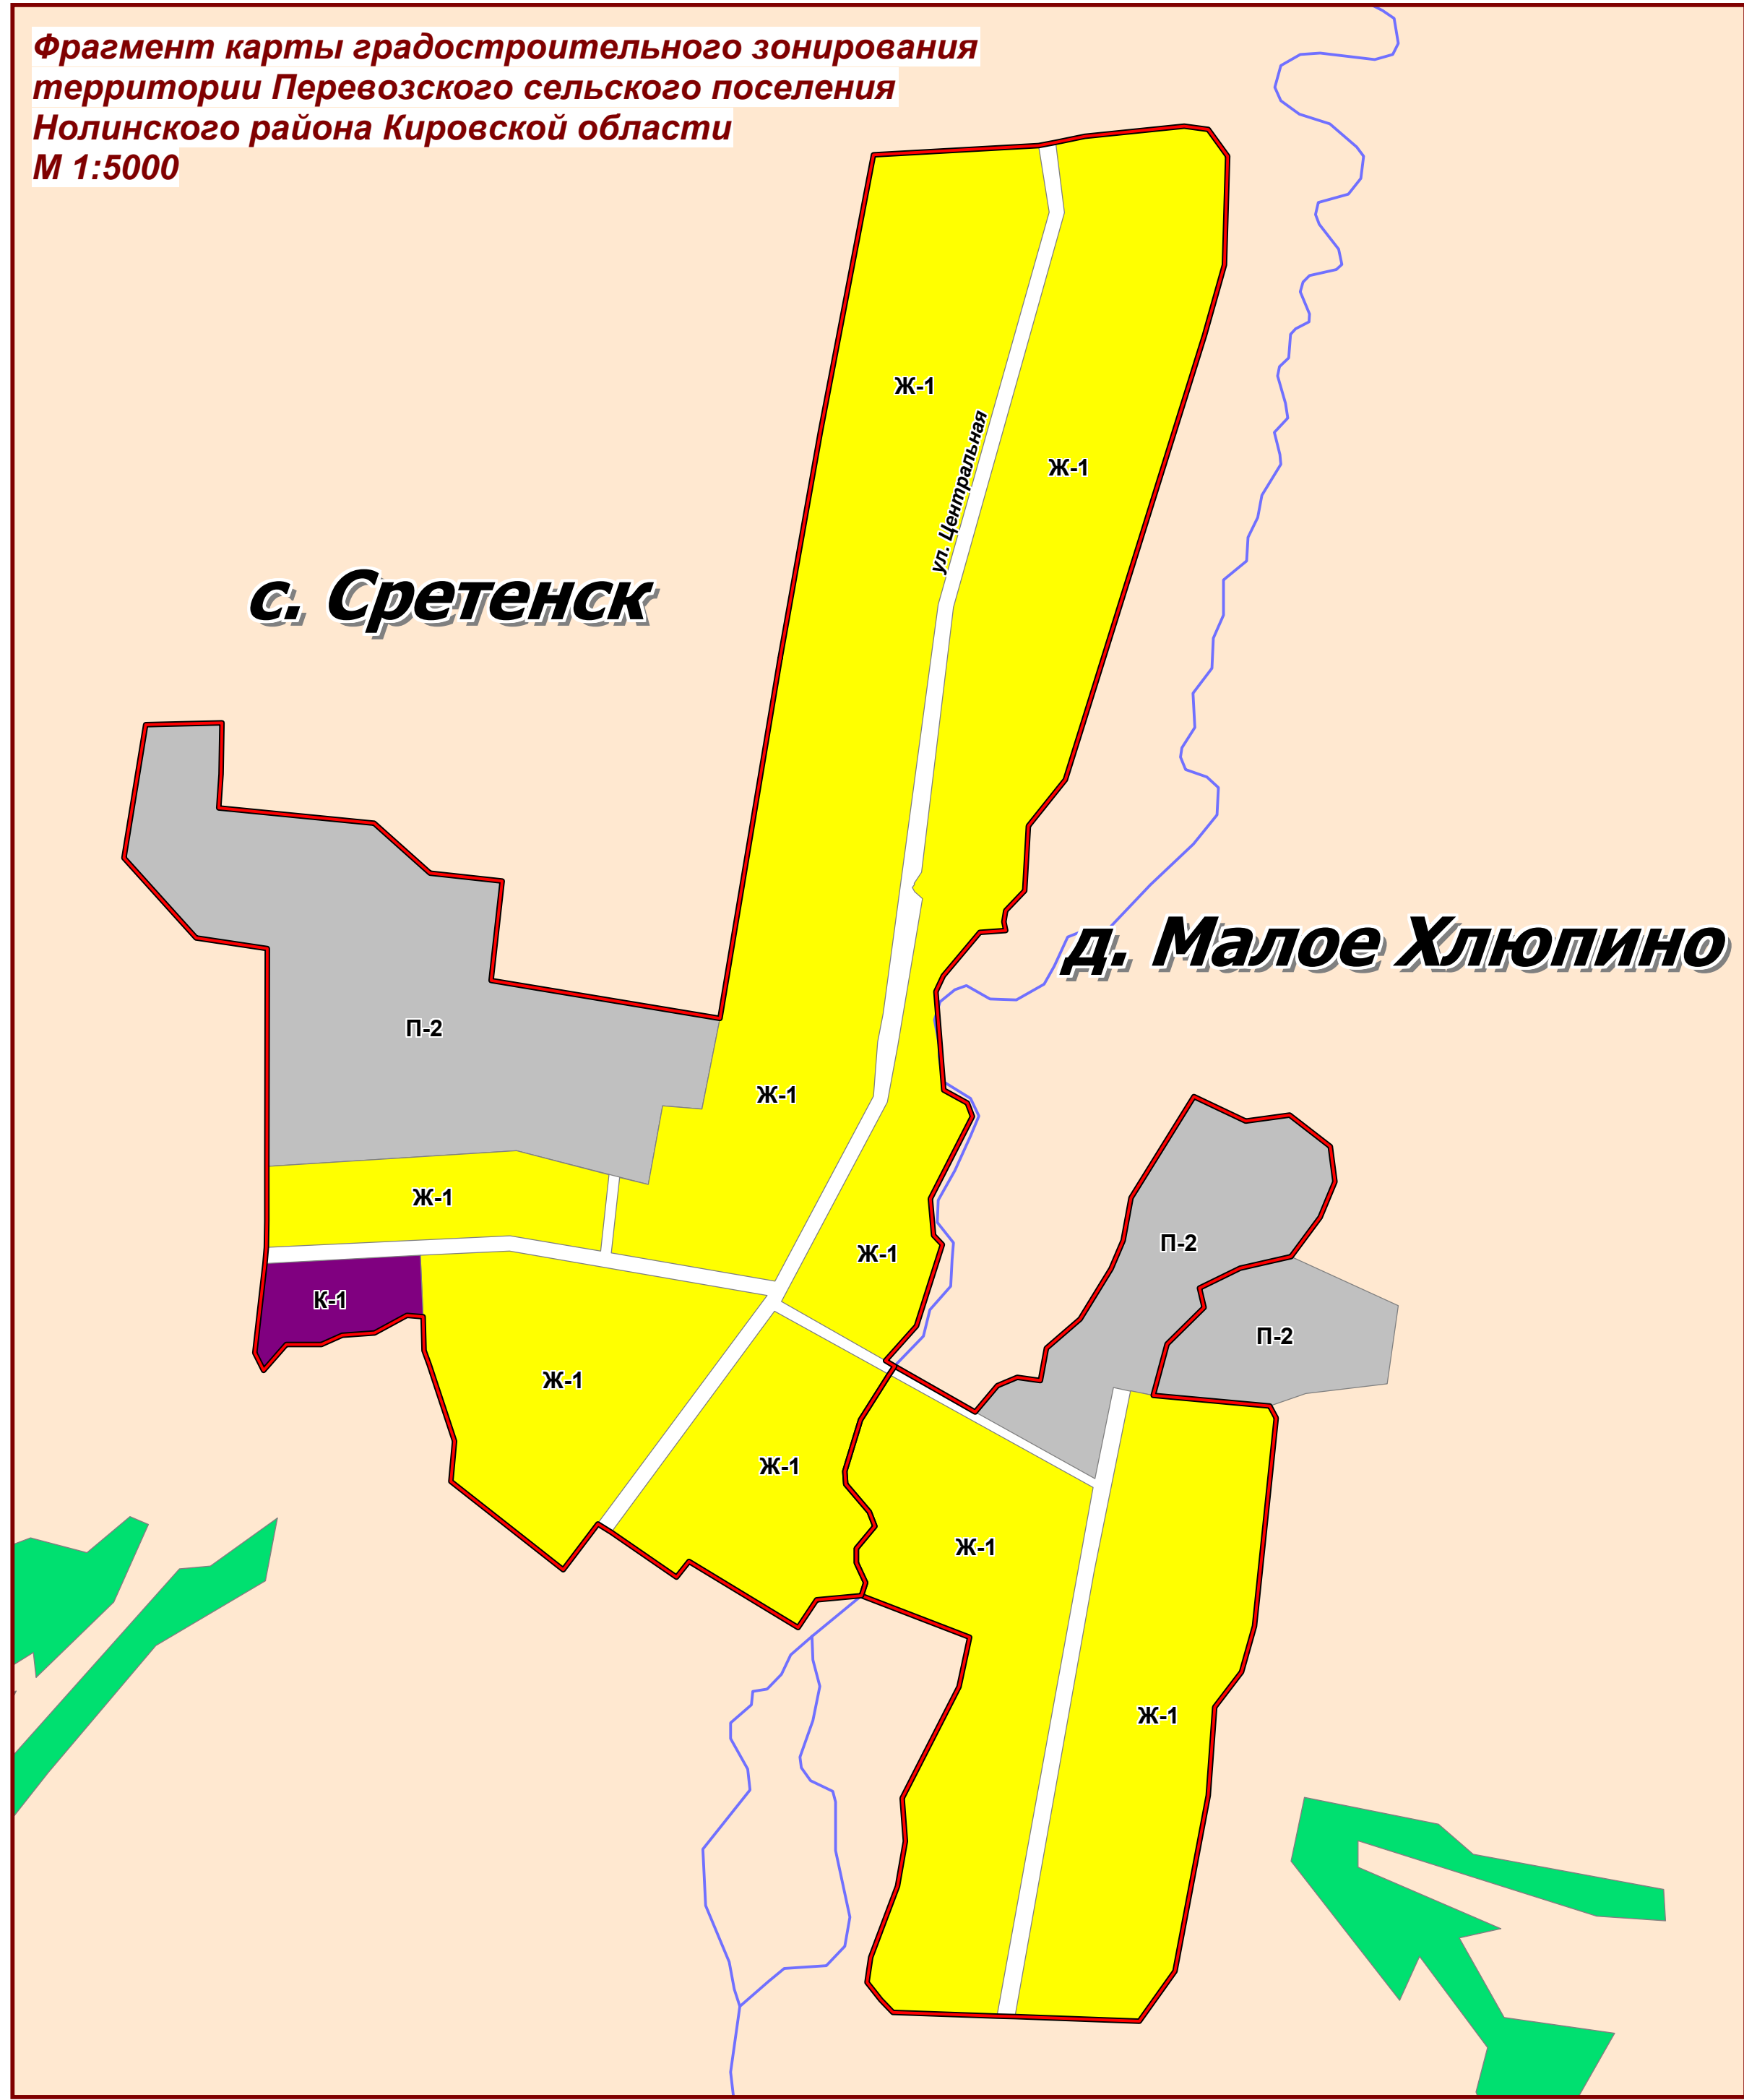 Фрагмент карты градостроительного зонирования
территории Перевозского сельского поселения
Нолинского района Кировской области
М 1:5000
Ж-1
Ж-1
ул. Центральная
с. Сретенск
д. Малое Хлюпино
П-2
Ж-1
Ж-1
П-2
Ж-1
К-1
П-2
Ж-1
Ж-1
Ж-1
Ж-1